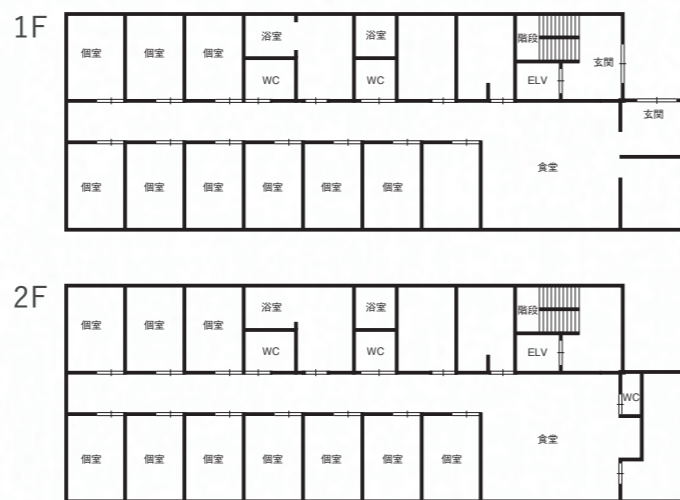 1F
個室 個室 個室 浴室 浴室 階段
玄関
WC WC ELV
玄関
個室 個室 個室 個室 個室 個室 食堂
2F
個室 個室 個室 浴室 浴室 階段
WC WC ELV
WC
個室 個室 個室 個室 個室 個室 個室 食堂